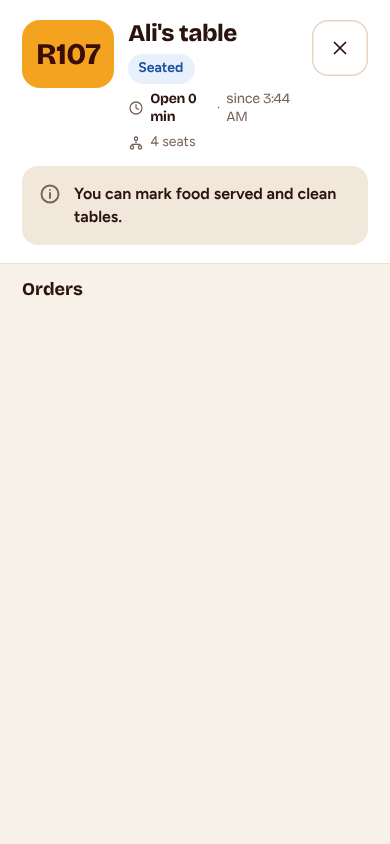 R107
Ali's table
Seated
Open 0 min · since 3:44 AM
4 seats
You can mark food served and clean
tables.
Orders